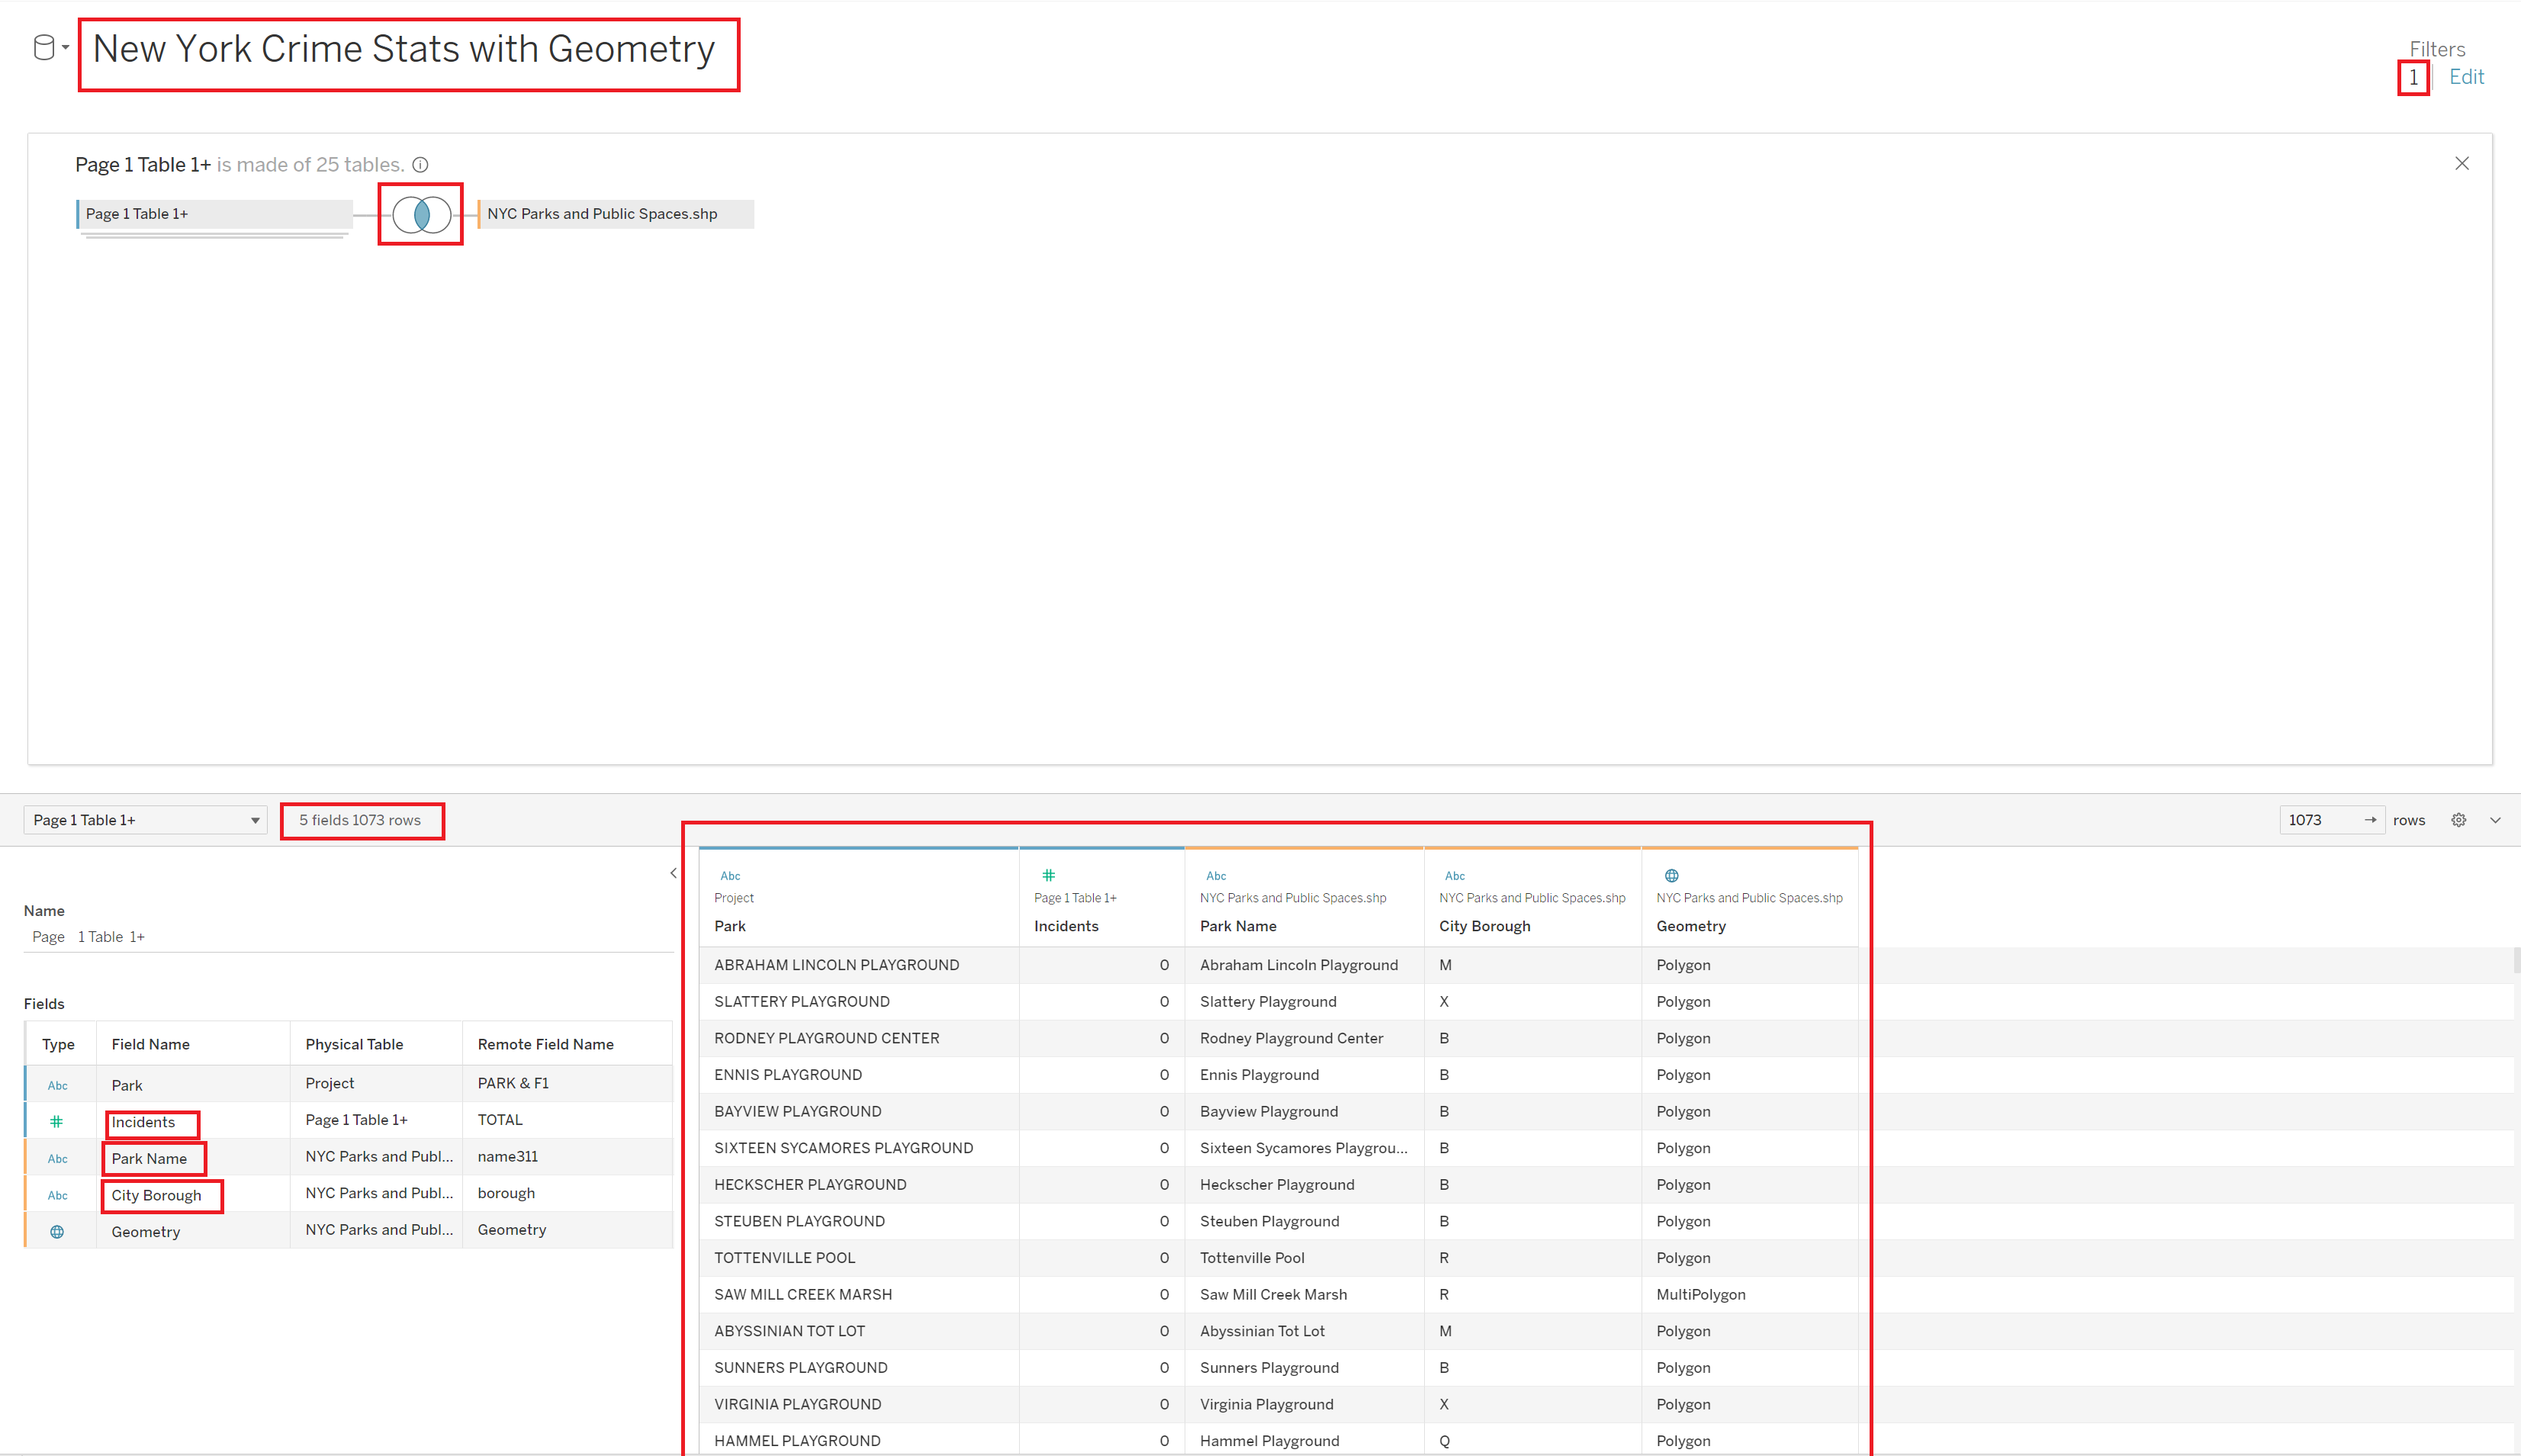 New York Crime Stats with Geometry
Filters
1 Edit
Page 1 Table 1+ is made of 25 tables.
Page 1 Table 1+ NYC Parks and Public Spaces.shp
Page 1 Table 1+ 5 fields 1073 rows 1073 rows
Name
Page 1 Table 1+
Fields
Type Field Name Physical Table Remote Field Name
Abc Park Project PARK & F1
# Incidents Page 1 Table 1+ TOTAL
Abc Park Name NYC Parks and Publ... name311
Abc City Borough NYC Parks and Publ... borough
Geometry NYC Parks and Publ... Geometry
Abc # Abc Abc
Project Page 1 Table 1+ NYC Parks and Public Spaces.shp NYC Parks and Public Spaces.shp NYC Parks and Public Spaces.shp
Park Incidents Park Name City Borough Geometry
ABRAHAM LINCOLN PLAYGROUND 0 Abraham Lincoln Playground M Polygon
SLATTERY PLAYGROUND 0 Slattery Playground X Polygon
RODNEY PLAYGROUND CENTER 0 Rodney Playground Center B Polygon
ENNIS PLAYGROUND 0 Ennis Playground B Polygon
BAYVIEW PLAYGROUND 0 Bayview Playground B Polygon
SIXTEEN SYCAMORES PLAYGROUND 0 Sixteen Sycamores Playgrou... B Polygon
HECKSCHER PLAYGROUND 0 Heckscher Playground B Polygon
STEUBEN PLAYGROUND 0 Steuben Playground B Polygon
TOTTENVILLE POOL 0 Tottenville Pool R Polygon
SAW MILL CREEK MARSH 0 Saw Mill Creek Marsh R MultiPolygon
ABYSSINIAN TOT LOT 0 Abyssinian Tot Lot M Polygon
SUNNERS PLAYGROUND 0 Sunners Playground B Polygon
VIRGINIA PLAYGROUND 0 Virginia Playground X Polygon
HAMMEL PLAYGROUND 0 Hammel Playground Q Polygon